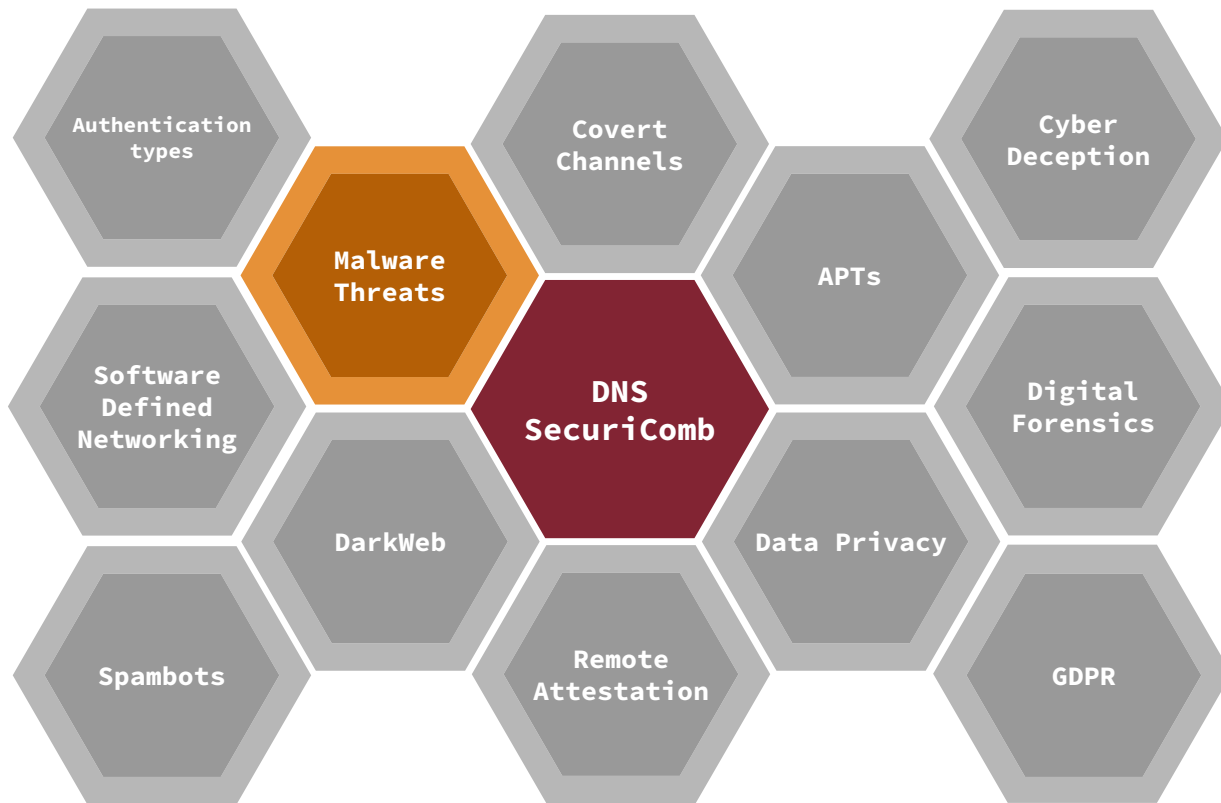 Authentication
types
Covert
Channels
Cyber
Deception
Malware
Threats
APTs
Software
Defined
Networking
DNS
SecuriComb
Digital
Forensics
DarkWeb
Data Privacy
Spambots
Remote
Attestation
GDPR